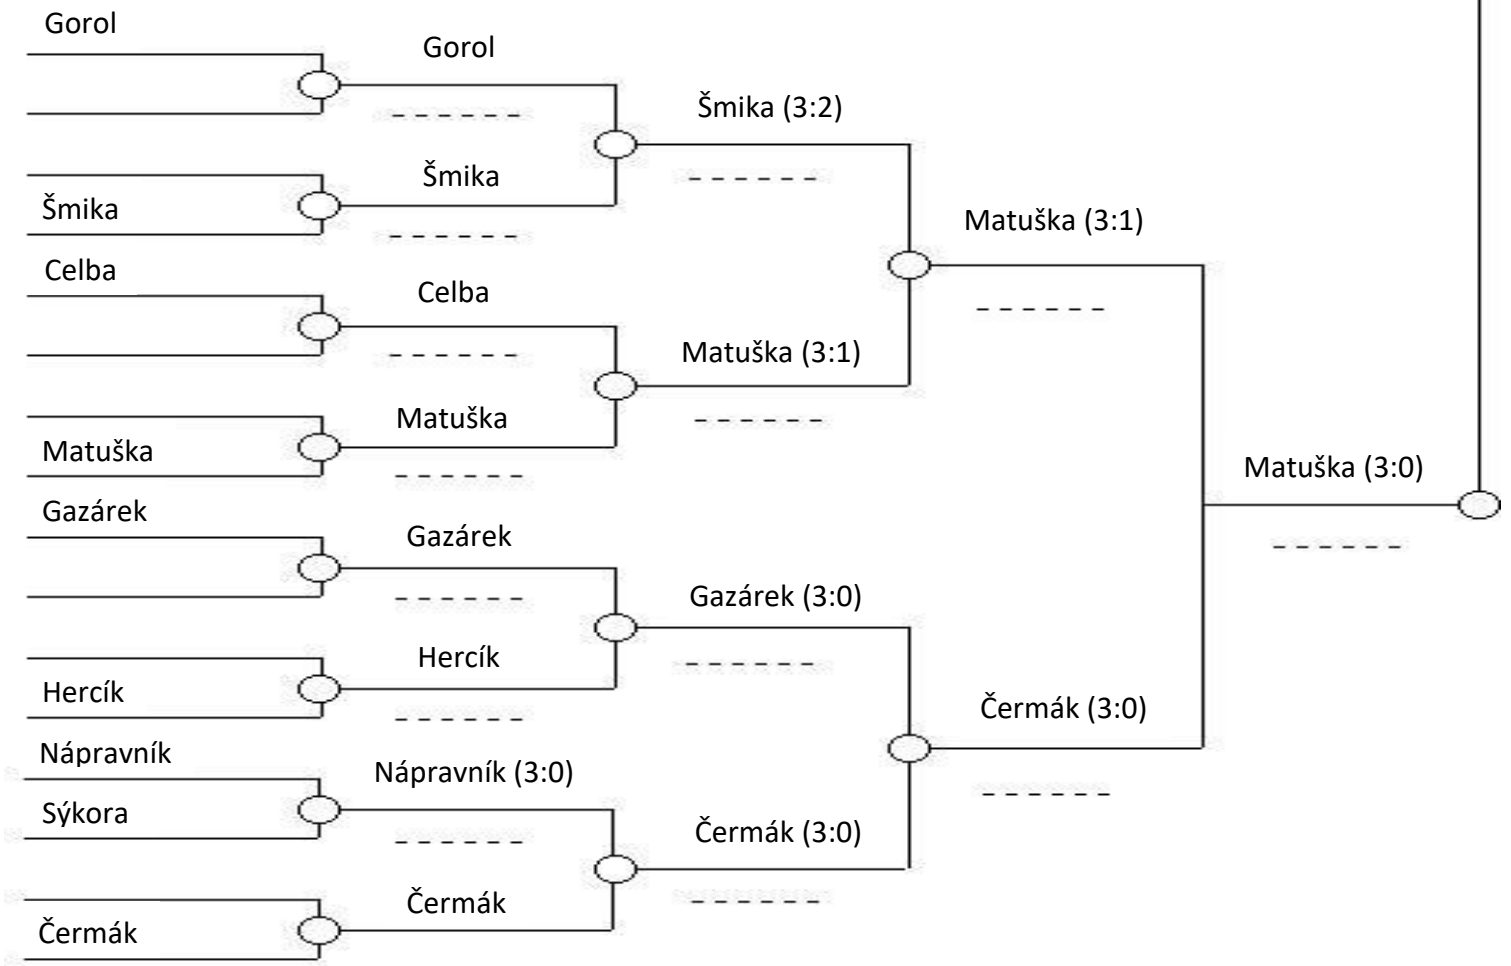 Gorol
Šmika
Celba
Matuška
Gazárek
Hercík
Nápravník
Sýkora
Čermák
Gorol
Šmika
Celba
Matuška
Gazárek
Hercík
Nápravník (3:0)
Čermák
Šmika (3:2)
Matuška (3:1)
Gazárek (3:0)
Čermák (3:0)
Matuška (3:1)
Čermák (3:0)
Matuška (3:0)